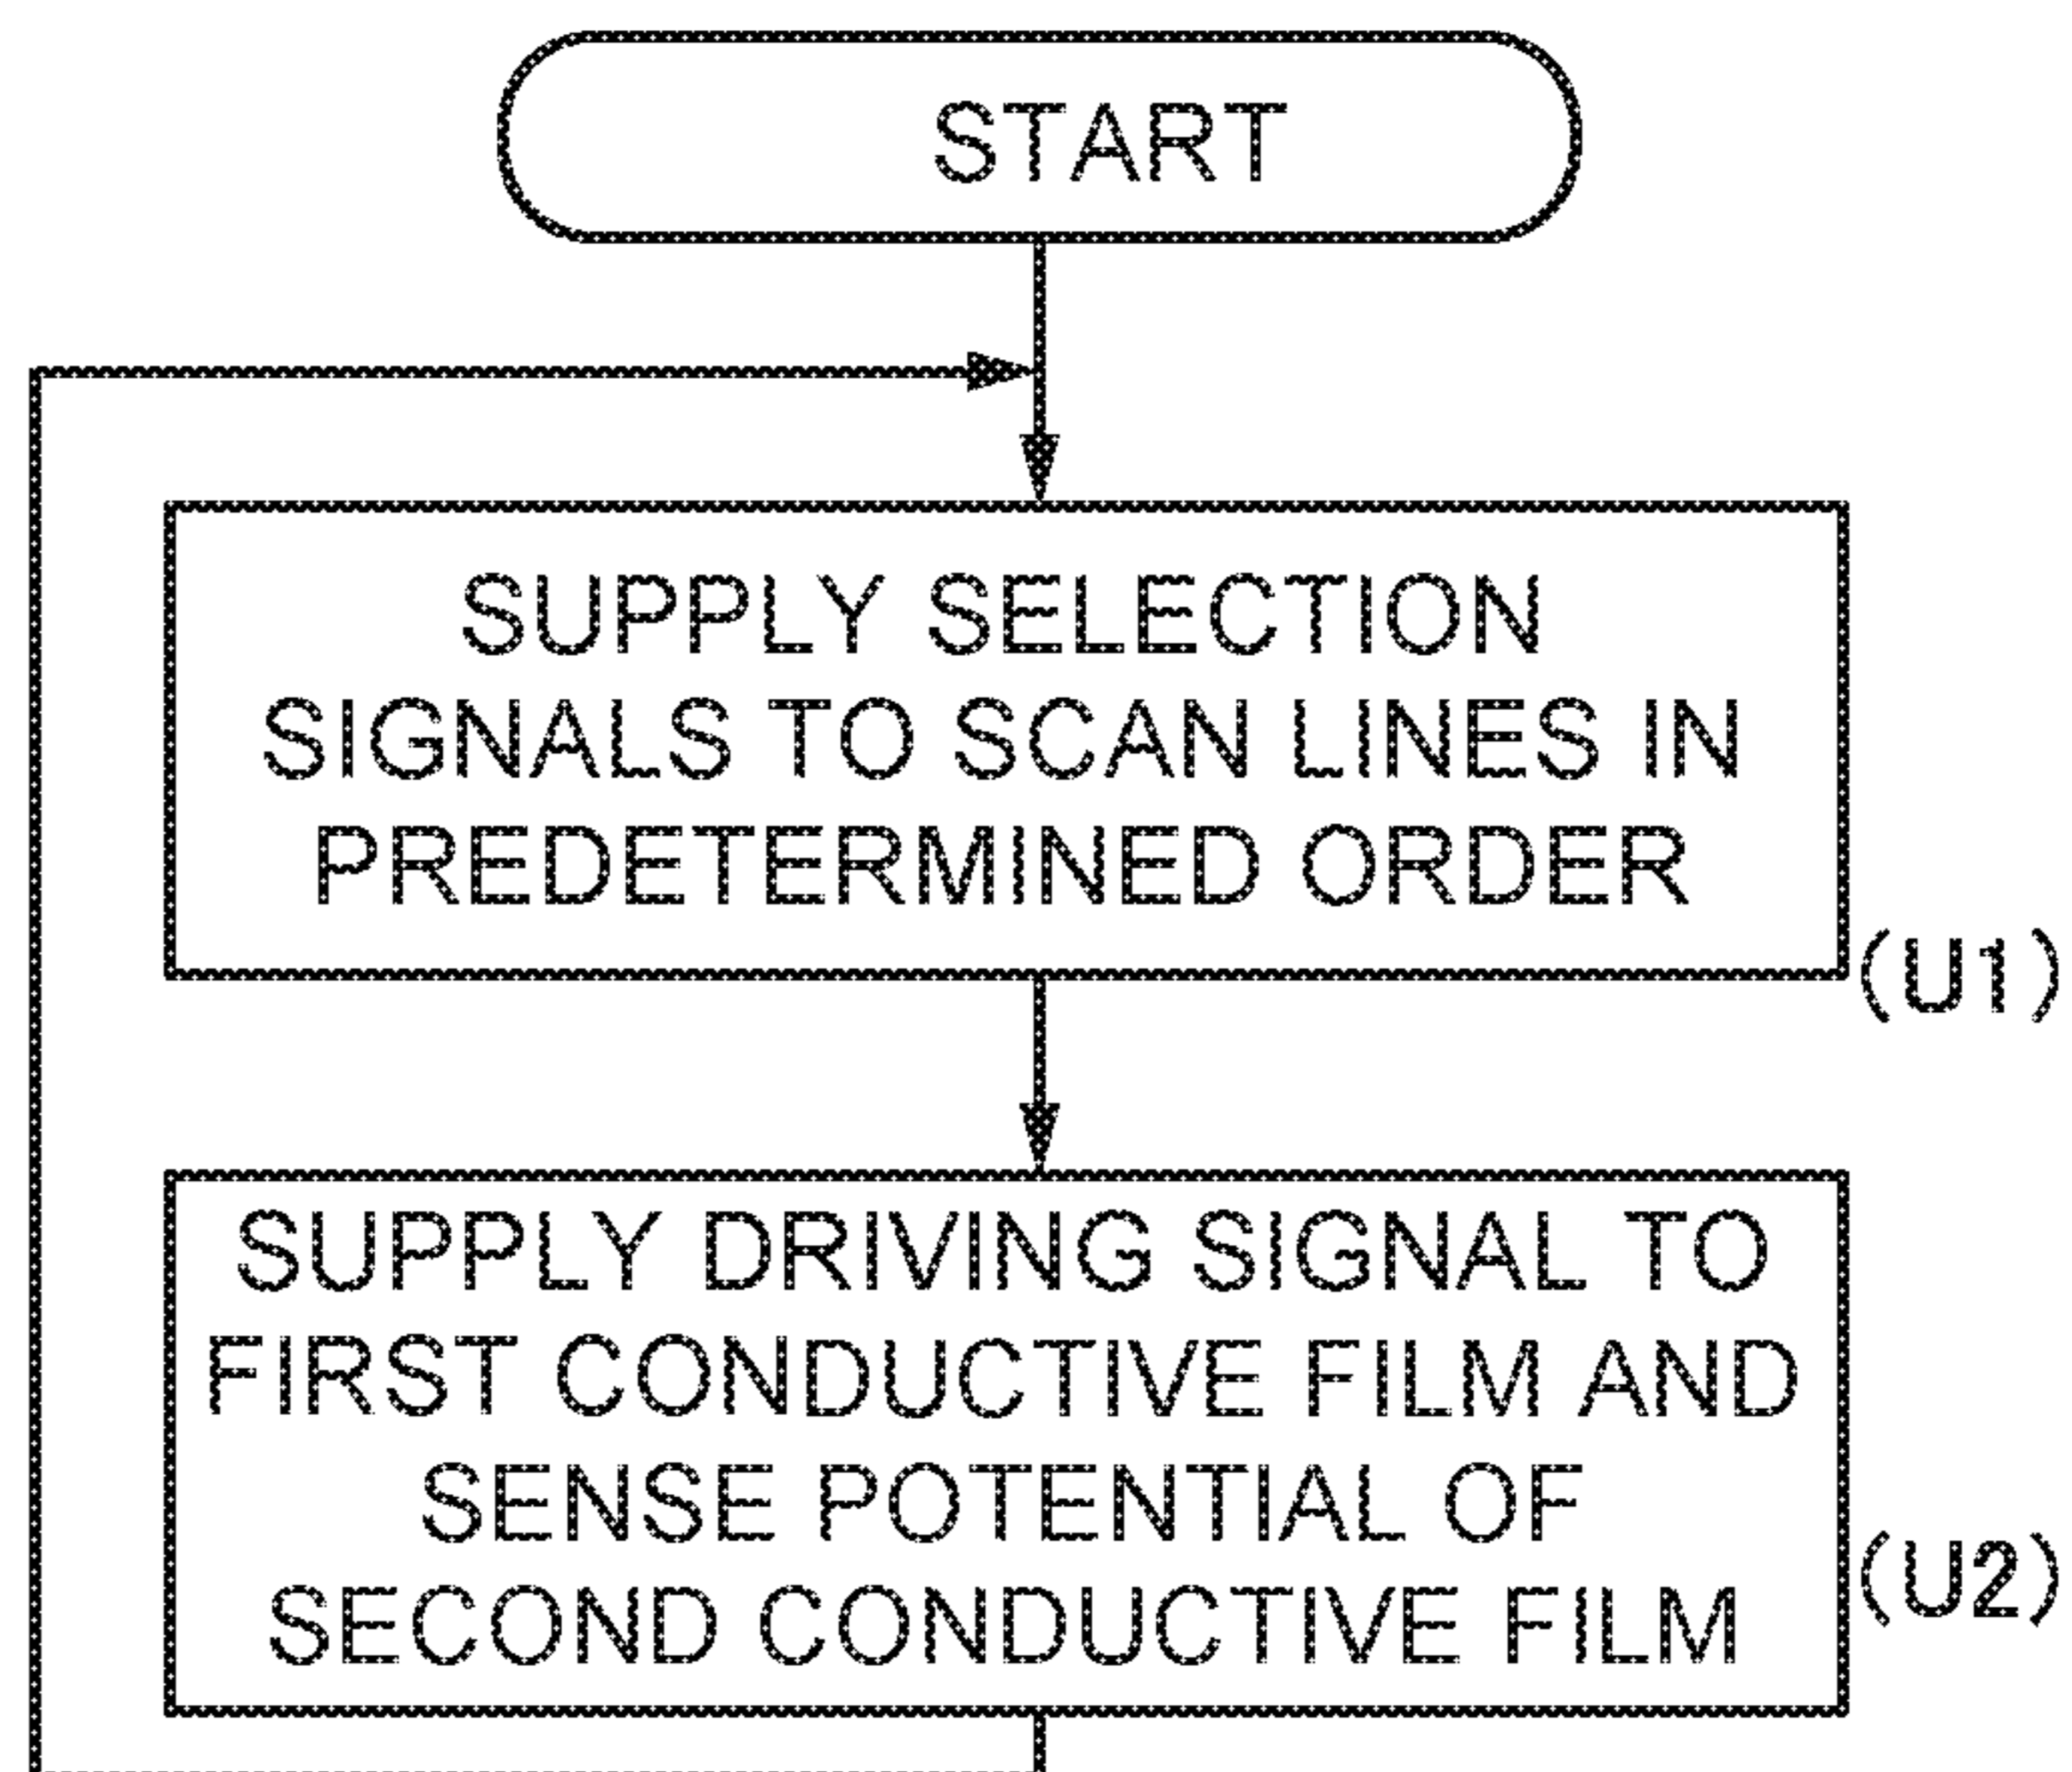 START
SUPPLY SELECTION
SIGNALS TO SCAN LINES IN
PREDETERMINED ORDER
(U1)
SUPPLY DRIVING SIGNAL TO
FIRST CONDUCTIVE FILM AND
SENSE POTENTIAL OF
SECOND CONDUCTIVE FILM
(U2)